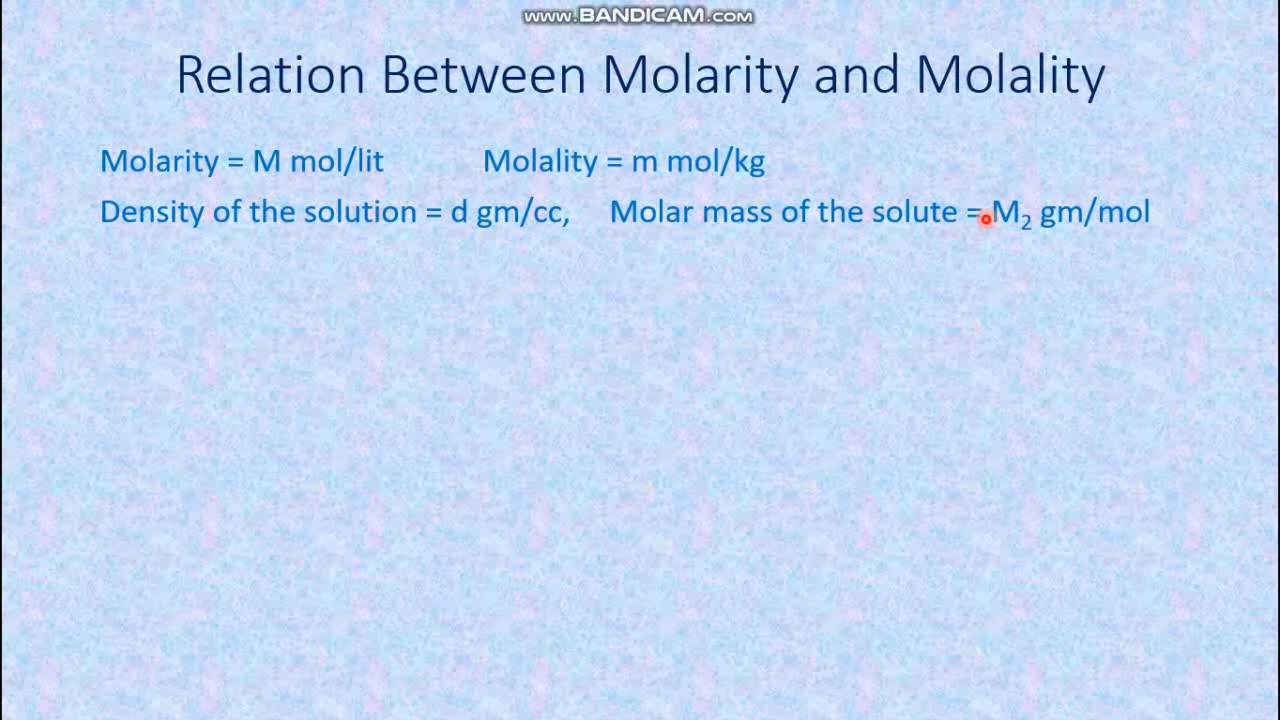 www.BANDICAM.com
Relation Between Molarity and Molality
Molarity = M mol/lit Molality = m mol/kg
Density of the solution = d gm/cc, Molar mass of the solute = M₂ gm/mol